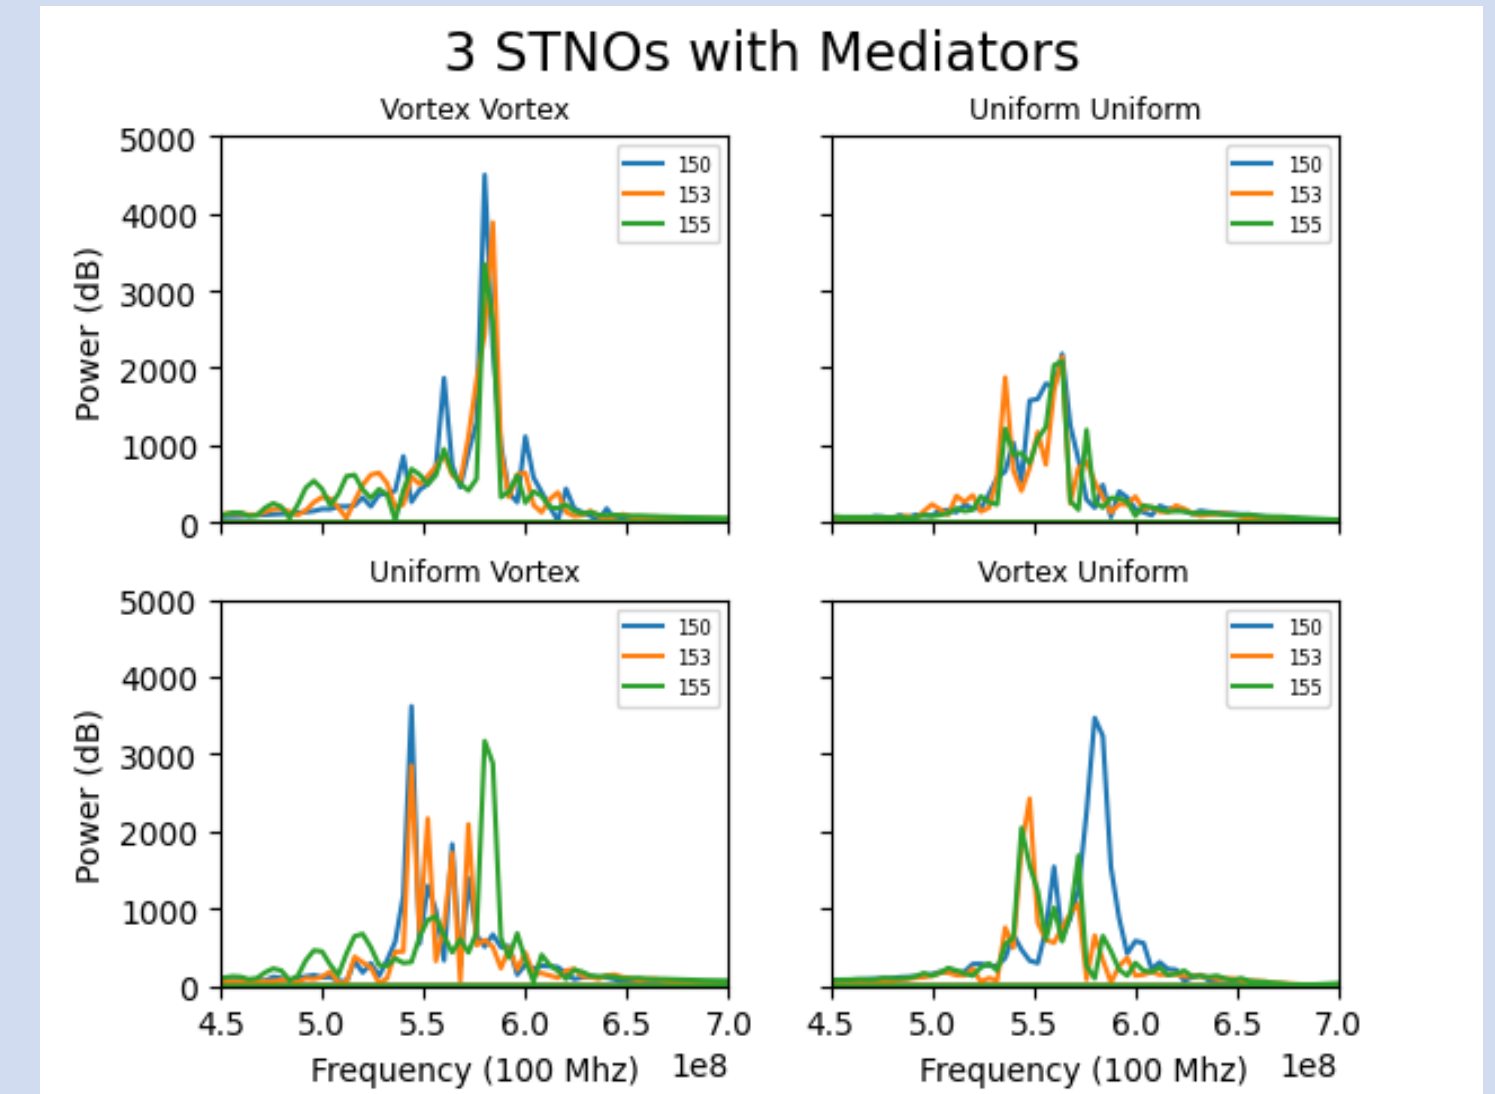 3 STNOs with Mediators
Vortex Vortex
Uniform Uniform
5000
4000
3000
2000
1000
0
Power (dB)
150
153
155
150
153
155
Uniform Vortex
Vortex Uniform
5000
4000
3000
2000
1000
0
Power (dB)
150
153
155
150
153
155
4.5 5.0 5.5 6.0 6.5 7.0
4.5 5.0 5.5 6.0 6.5 7.0
Frequency (100 Mhz) 1e8
Frequency (100 Mhz) 1e8